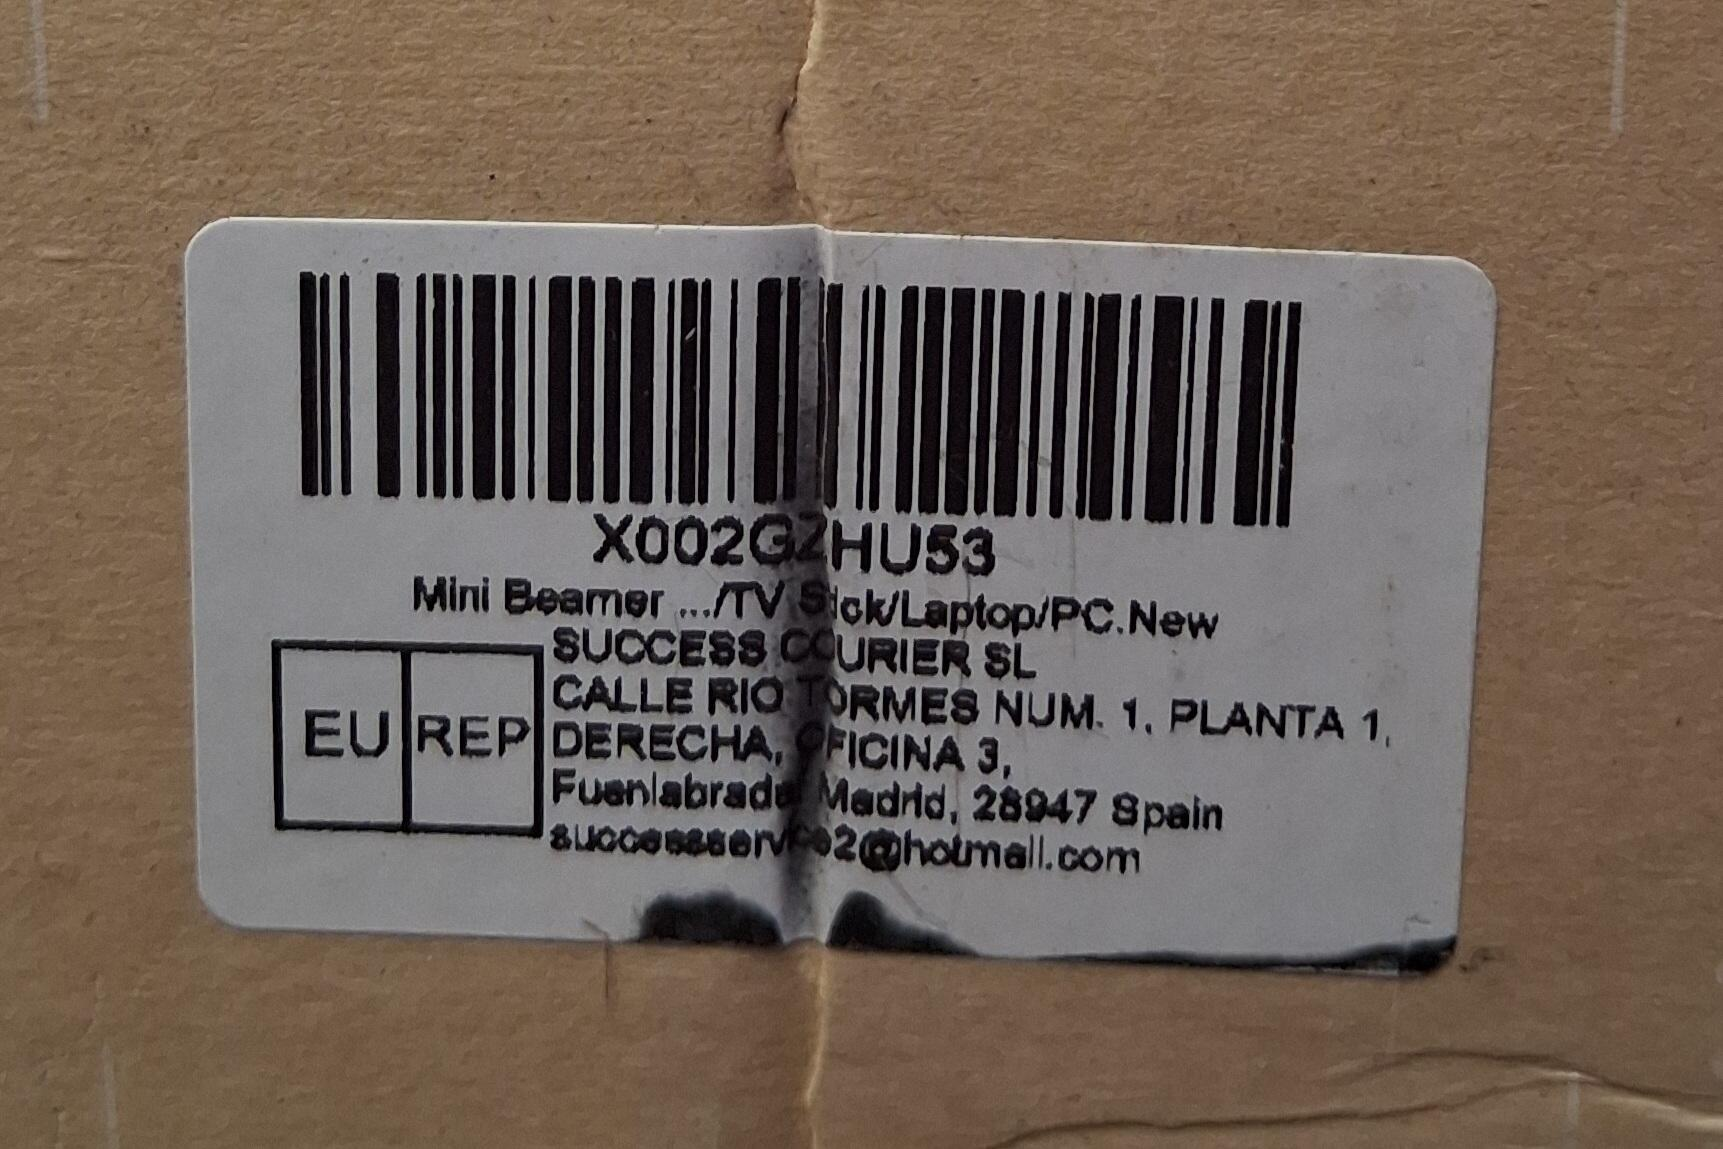 X002GZHU53
Mini Beamer .../TV Stick/Laptop/PC.New
EU REP
SUCCESS COURIER SL
CALLE RIO TORMES NUM. 1, PLANTA 1,
DERECHA, OFICINA 3,
Fuenlabrada, Madrid, 28947 Spain
successservice2@hotmail.com